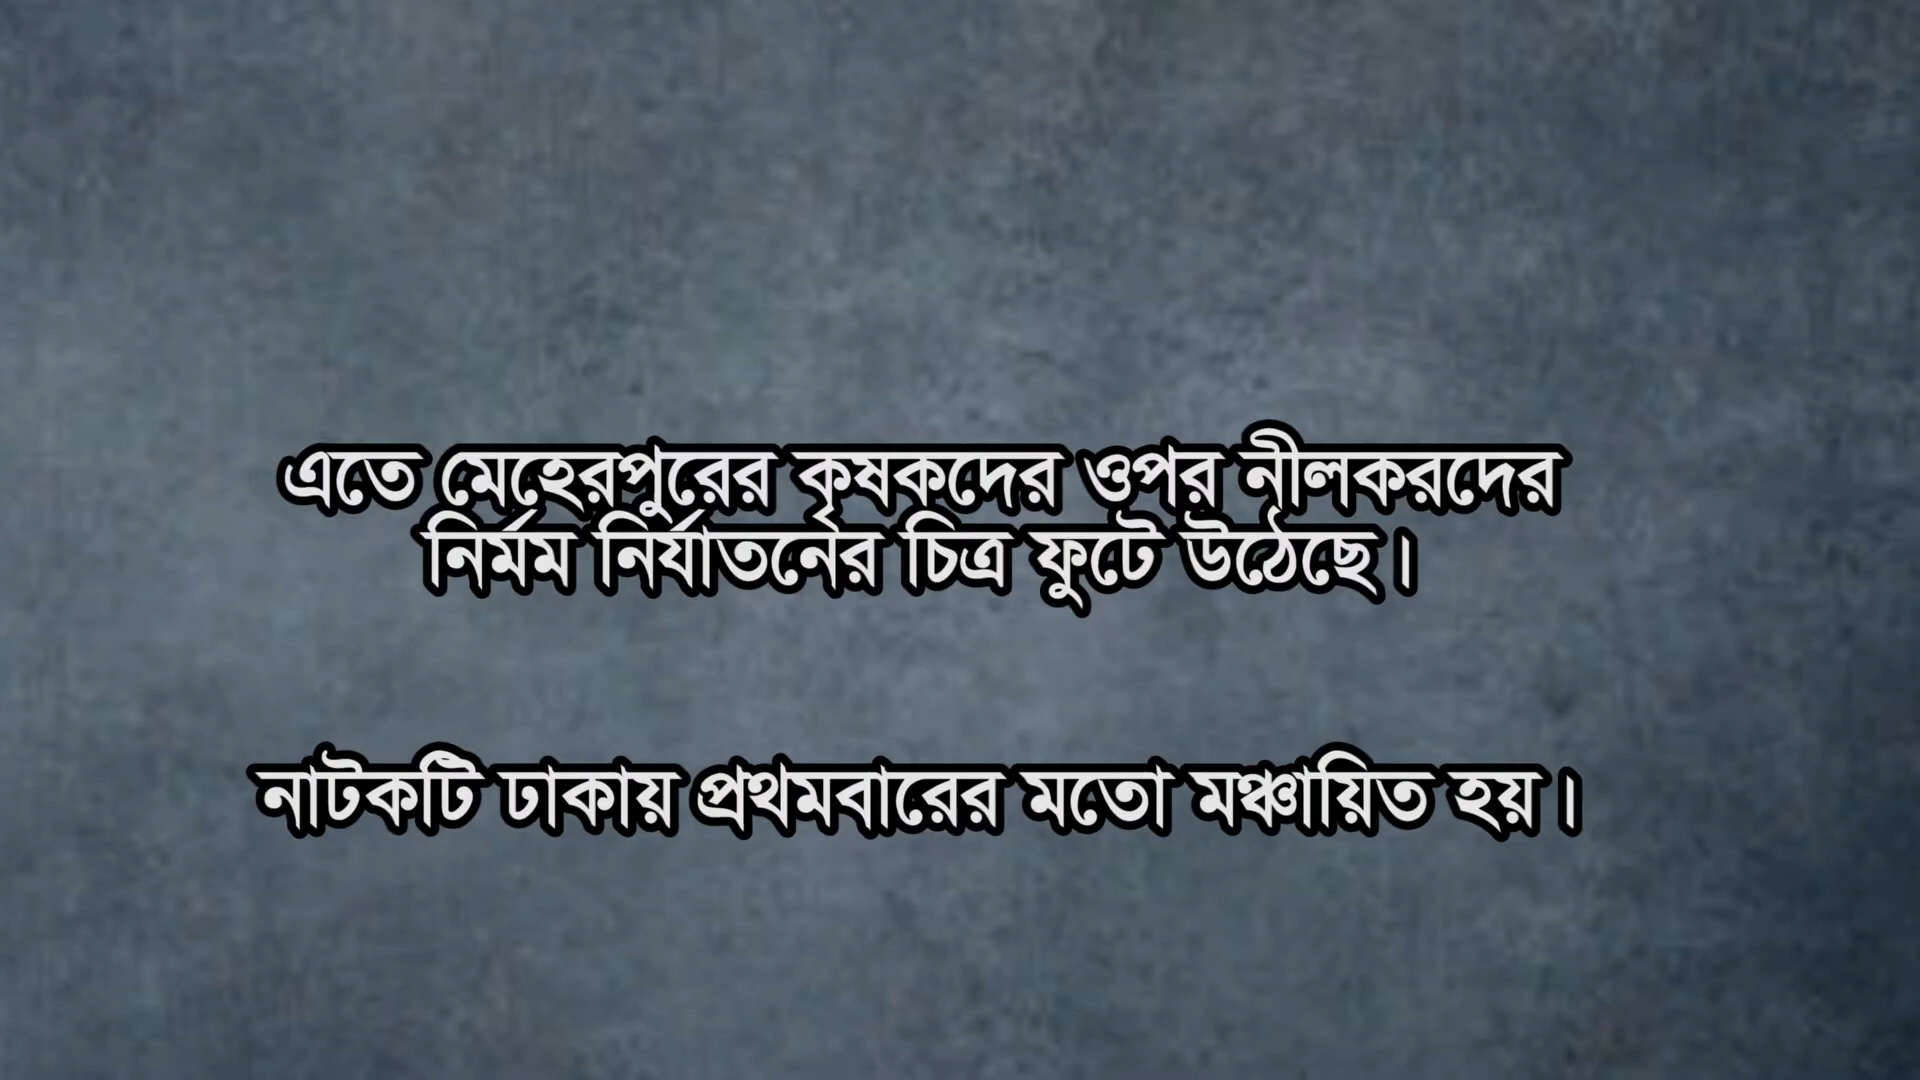 এতে মেহেরপুরের কৃষকদের ওপর নীলকরদের
নির্মম নির্যাতনের চিত্র ফুটে উঠেছে।
নাটকটি ঢাকায় প্রথমবারের মতো মঞ্চায়িত হয়।